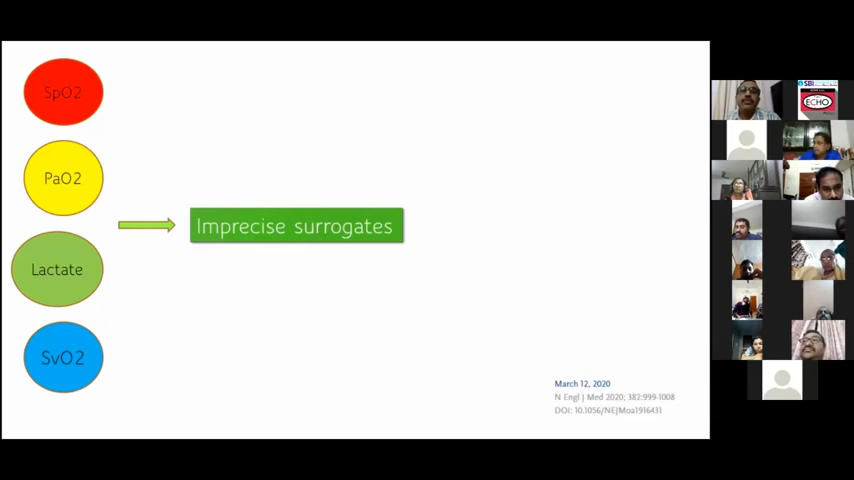 SpO2
PaO2
Lactate
SvO2
Imprecise surrogates
March 12, 2020
N Engl J Med 2020; 382:999-1008
DOI: 10.1056/NEJMoa1916431
SBI
ECHO